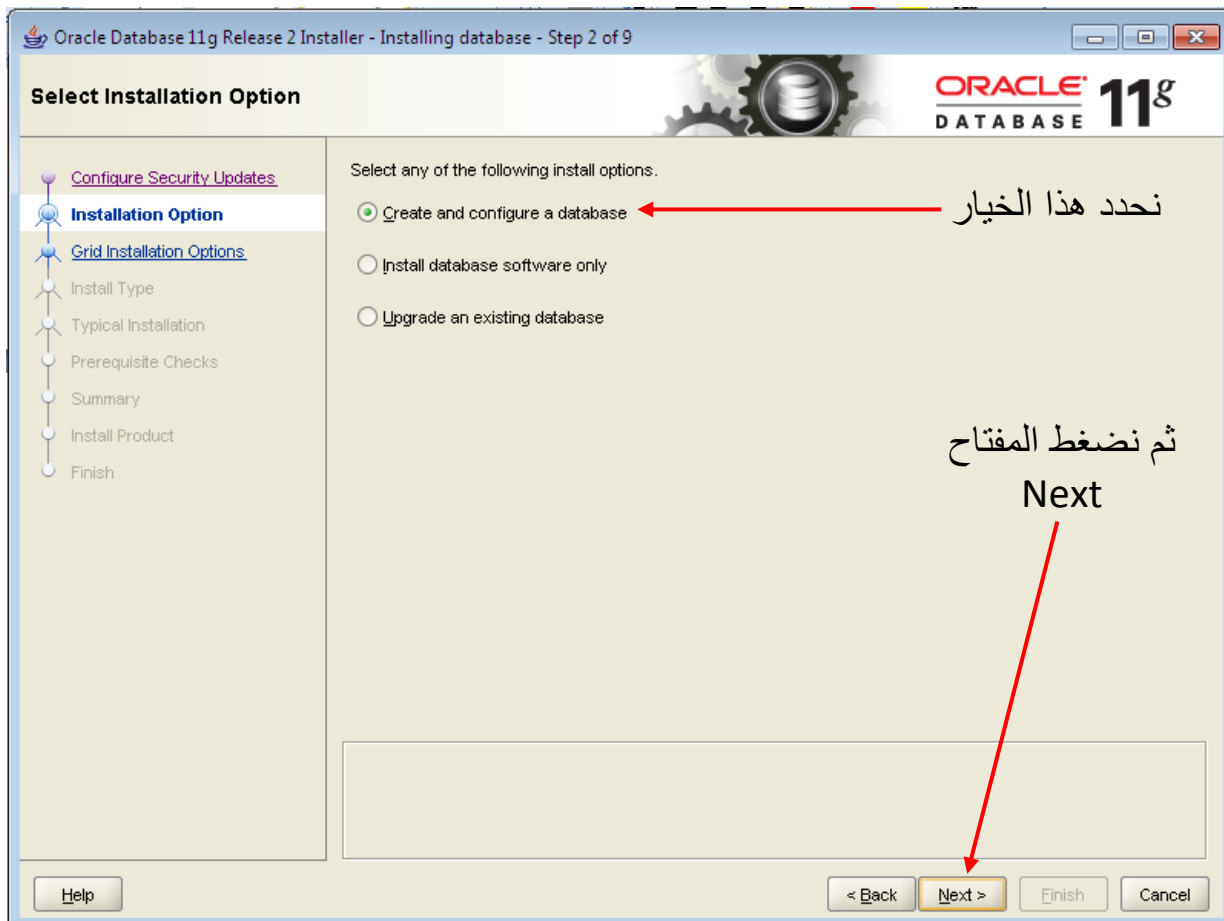 Oracle Database 11g Release 2 Installer - Installing database - Step 2 of 9
Select Installation Option
ORACLE
DATABASE
11g
Configure Security Updates
Installation Option
Grid Installation Options
Install Type
Typical Installation
Prerequisite Checks
Summary
Install Product
Finish
Select any of the following install options.
Create and configure a database
نحدد هذا الخيار
Install database software only
Upgrade an existing database
ثم نضغط المفتاح
Next
Help
< Back
Next >
Finish
Cancel